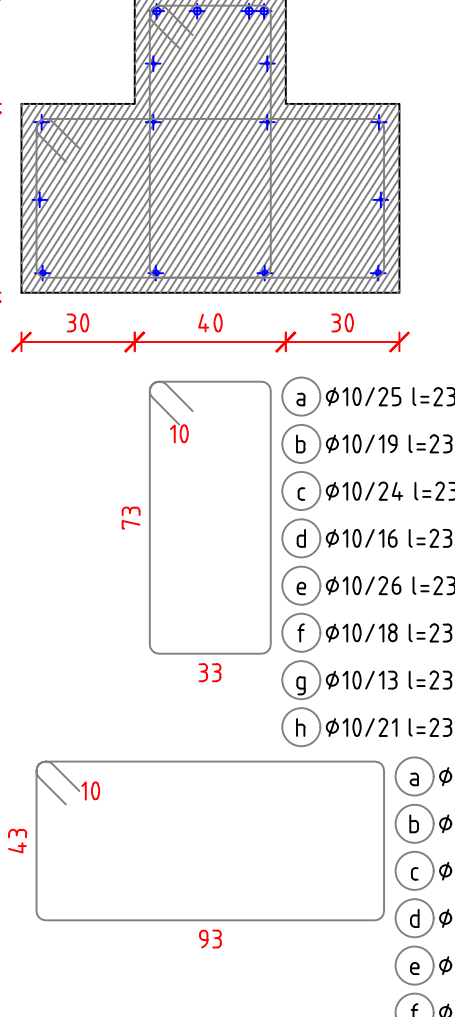 30 40 30
10
73
33
a ϕ10/25 l=23
b ϕ10/19 l=23
c ϕ10/24 l=23
d ϕ10/16 l=23
e ϕ10/26 l=23
f ϕ10/18 l=23
g ϕ10/13 l=23
h ϕ10/21 l=23
10
43
93
a ϕ
b ϕ
c ϕ
d ϕ
e ϕ
f ϕ